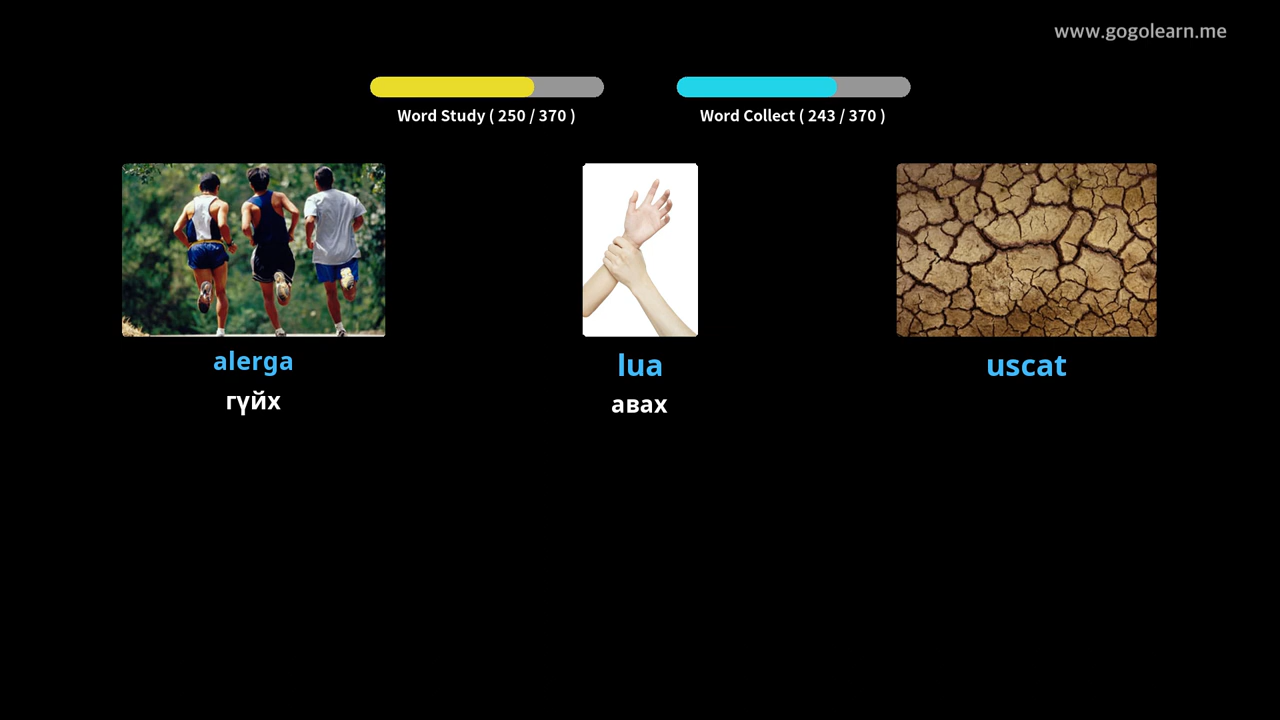 www.gogolearn.me
Word Study ( 250 / 370 )
Word Collect ( 243 / 370 )
alerga
гүйх
lua
авах
uscat